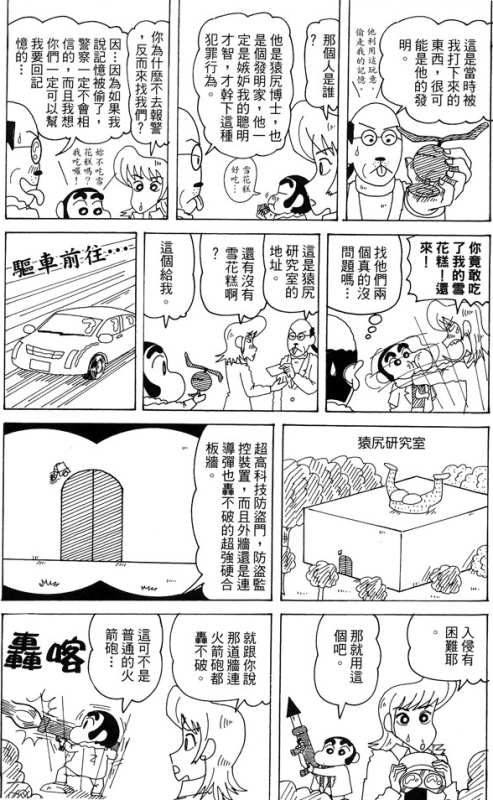 這是當時被
我打下來的
東西，很可
能是他的發
明。
他利用這玩意
偷走我的記憶
那個人是誰
？
他是猿尻博士，也
是個發明家，他一
定是嫉妒我的聰明
才智，才幹下這種
犯罪行為。
雪花糕
好吃…
你為什麼不去報警
，反而來找我們？
因…因為如果我
說記憶被偷了，
警察一定不會相
信的，而且我想
你們一定可以幫
我要回記
憶的…
妳不吃雪
花糕嗎？
我吃囉！
你竟敢吃
了我的雪
花糕！還
來！
找他們兩
個真的沒
問題嗎…
這是猿尻
研究室的
地址。
還有沒有
雪花糕啊
？
這個給我。
驅車前往…
猿尻研究室
超高科技防盜門，防盜監
控裝置，而且外牆還是連
導彈也轟不破的超強硬合
板牆。
入侵有
困難耶
。
那就用這
個吧。
就跟你說
那道牆連
火箭砲都
轟不破。
這可不是
普通的火
箭砲…
喀
轟